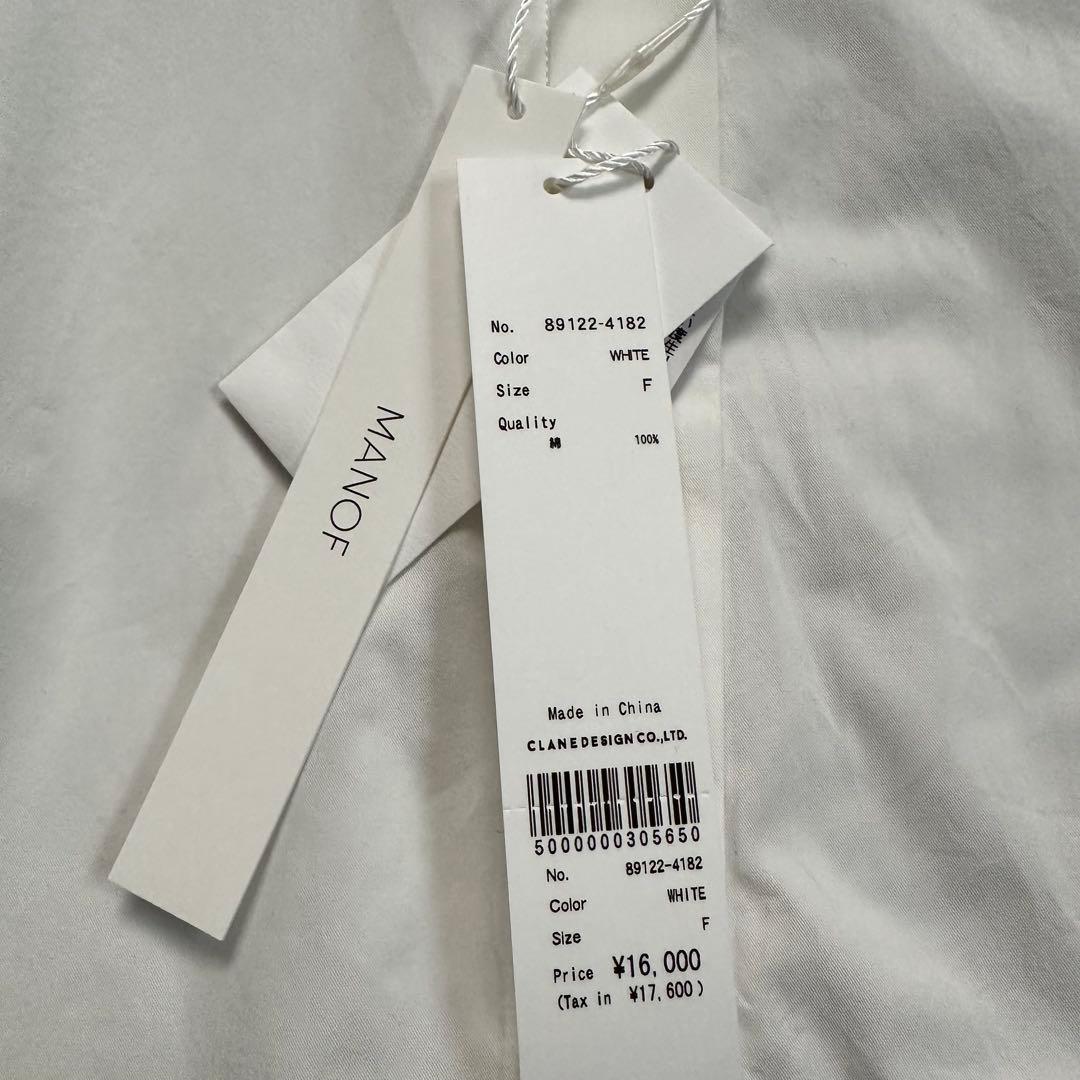 MANOF
No. 89122-4182
Color WHITE
Size F
Quality
綿 100%
Made in China
CLANE DESIGN CO.,LTD.
5000000305650
No. 89122-4182
Color WHITE
Size F
Price ¥16,000
(Tax in ¥17,600)